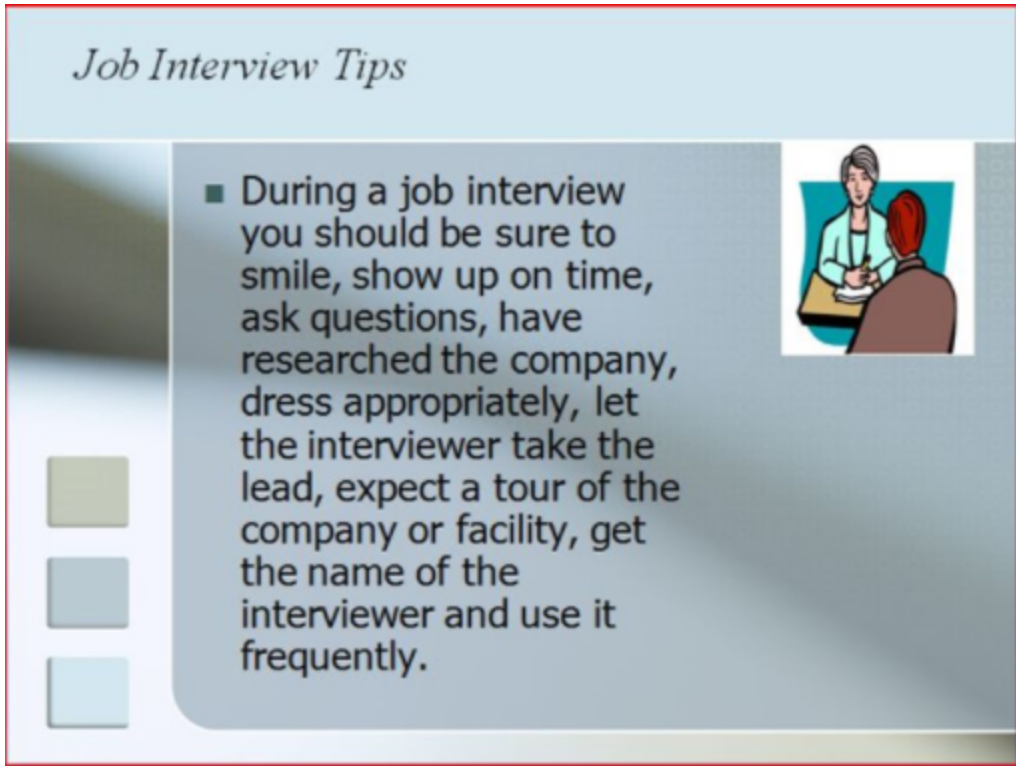 Job Interview Tips
During a job interview
you should be sure to
smile, show up on time,
ask questions, have
researched the company,
dress appropriately, let
the interviewer take the
lead, expect a tour of the
company or facility, get
the name of the
interviewer and use it
frequently.